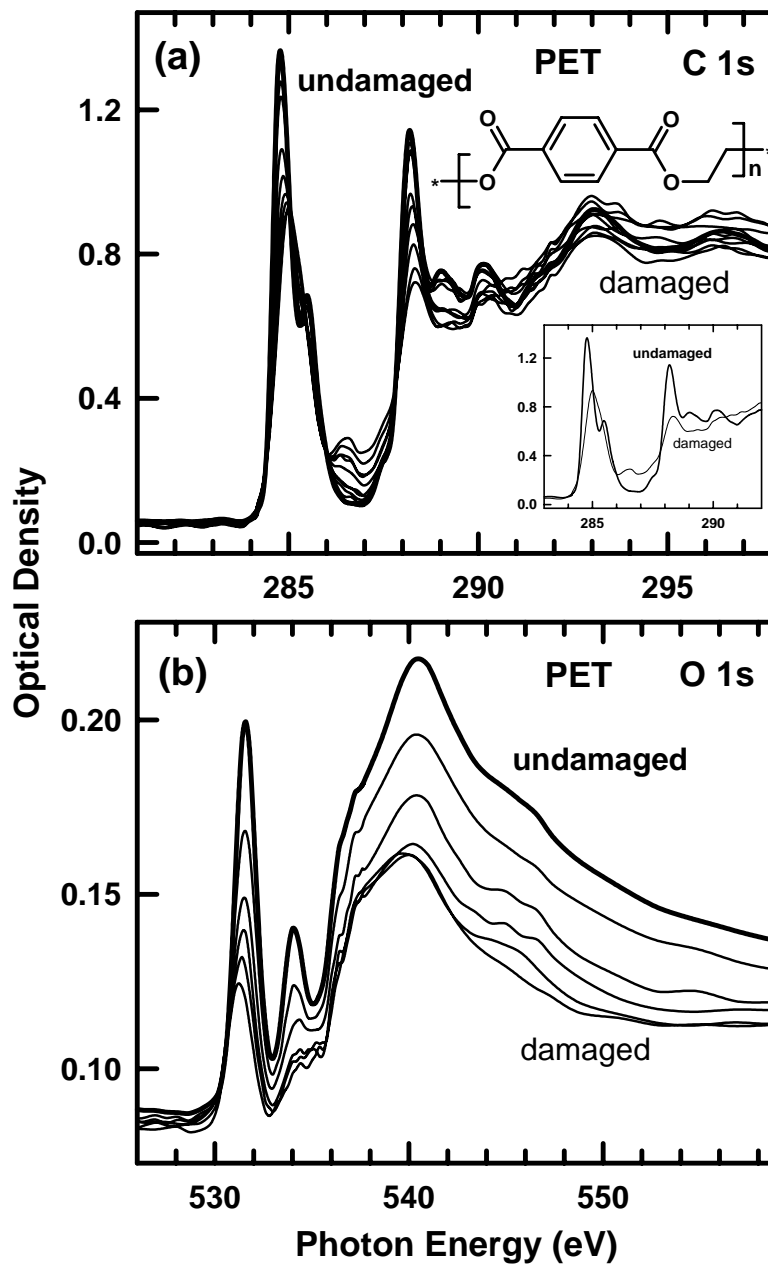 (a)
PET
C 1s
undamaged
O
O
O
O
*
*
n
1.2
0.8
0.4
0.0
damaged
undamaged
damaged
1.2
0.8
0.4
0.0
285
290
285
290
295
Optical Density
(b)
PET
O 1s
undamaged
damaged
0.20
0.15
0.10
530
540
550
Photon Energy (eV)